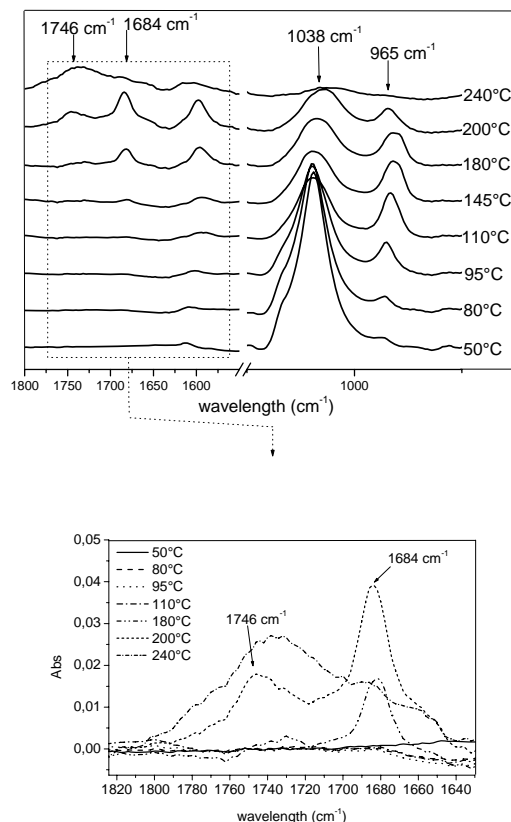 1746 cm-1
1684 cm-1
1038 cm-1
965 cm-1
240°C
200°C
180°C
145°C
110°C
95°C
80°C
50°C
1800 1750 1700 1650 1600 1000
wavelength (cm-1)
0,05
0,04
0,03
0,02
0,01
0,00
Abs
50°C
80°C
95°C
110°C
180°C
200°C
240°C
1746 cm-1
1684 cm-1
1820 1800 1780 1760 1740 1720 1700 1680 1660 1640
wavelength (cm-1)